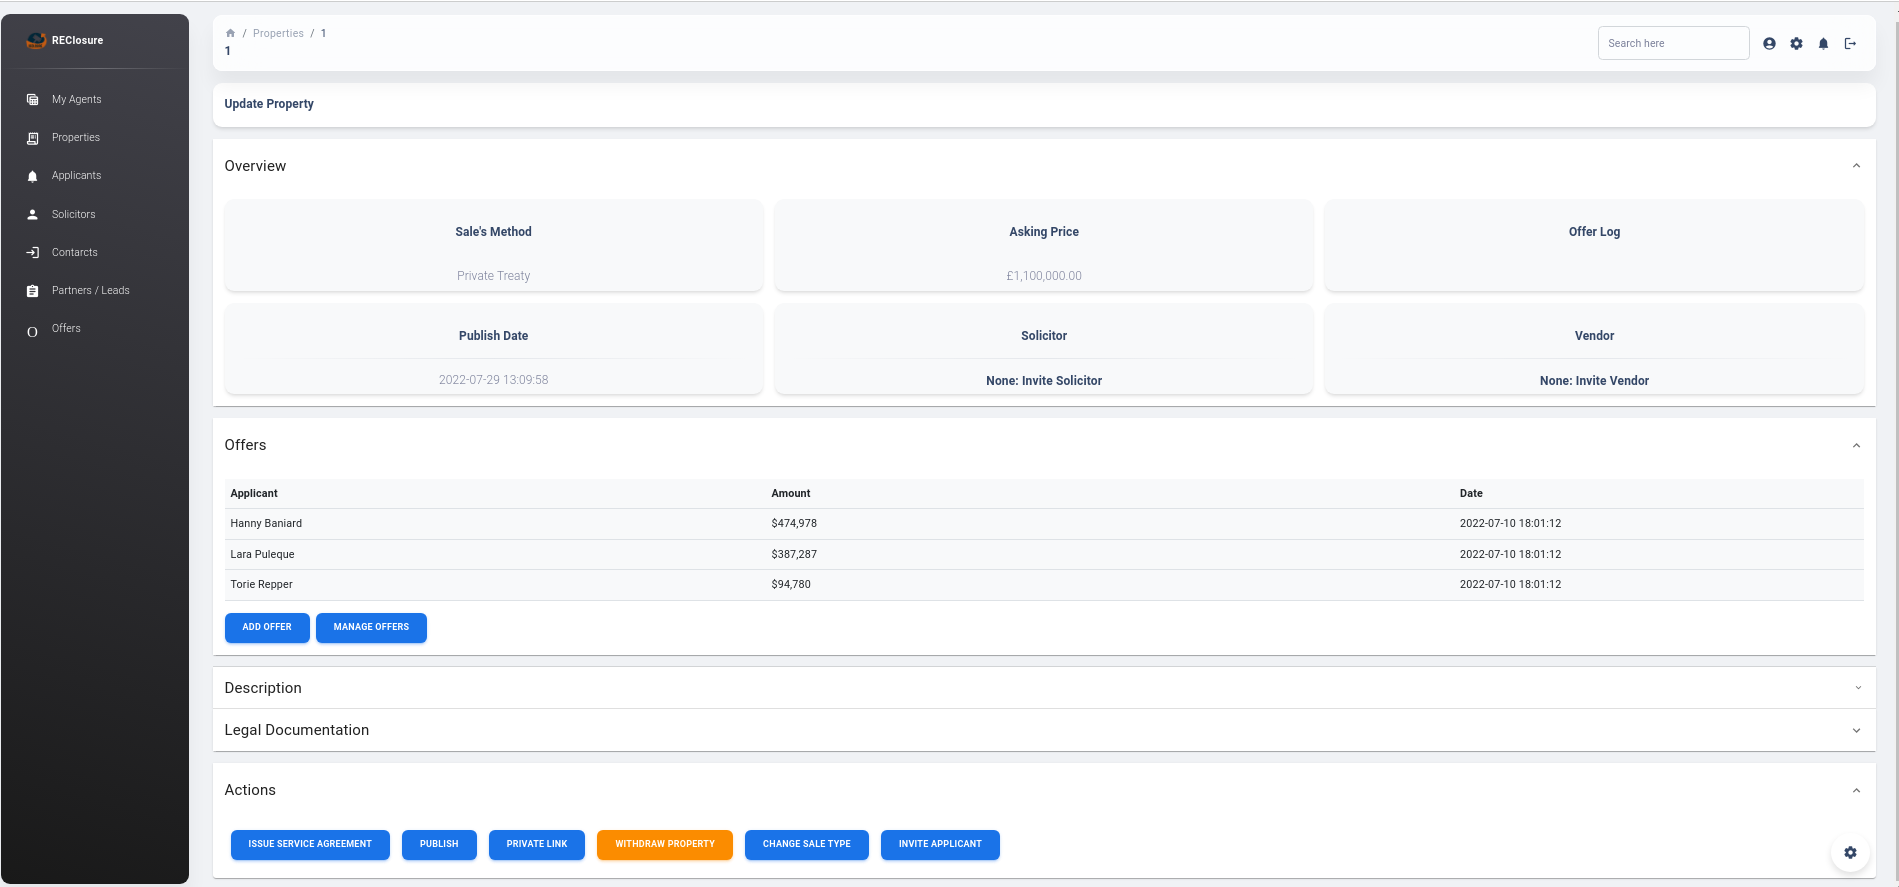 REClosure
My Agents
Properties
Applicants
Solicitors
Contarcts
Partners / Leads
O Offers
/ Properties / 1
1
Search here
Update Property
Overview
Sale's Method
Private Treaty
Asking Price
£1,100,000.00
Offer Log
Publish Date
2022-07-29 13:09:58
Solicitor
None: Invite Solicitor
Vendor
None: Invite Vendor
Offers
Applicant Amount Date
Hanny Baniard $474,978 2022-07-10 18:01:12
Lara Puleque $387,287 2022-07-10 18:01:12
Torie Repper $94,780 2022-07-10 18:01:12
ADD OFFER MANAGE OFFERS
Description
Legal Documentation
Actions
ISSUE SERVICE AGREEMENT PUBLISH PRIVATE LINK WITHDRAW PROPERTY CHANGE SALE TYPE INVITE APPLICANT